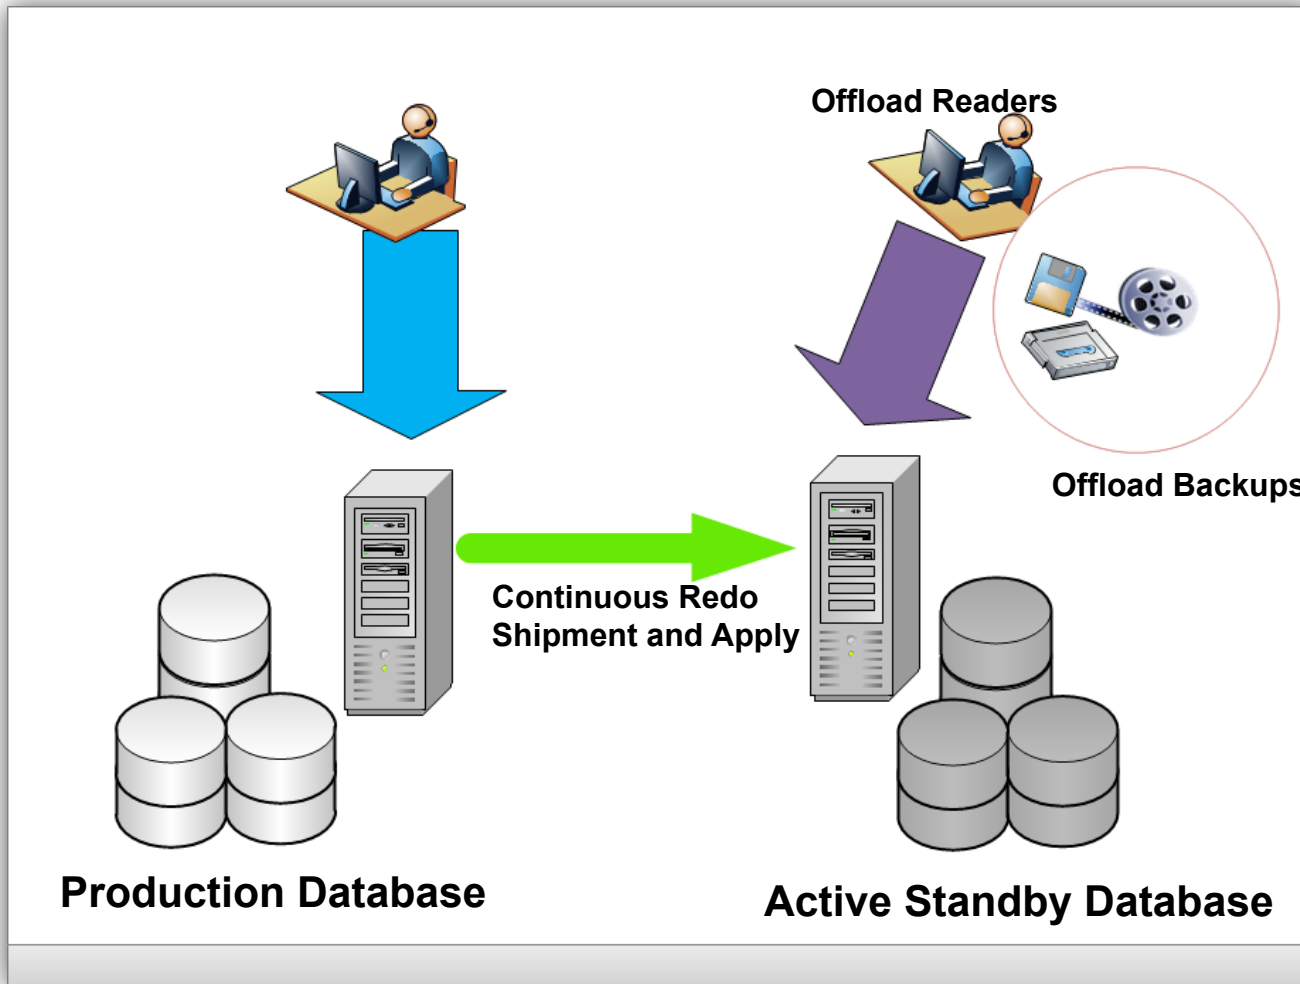 Offload Readers
Offload Backups
Continuous Redo
Shipment and Apply
Production Database
Active Standby Database